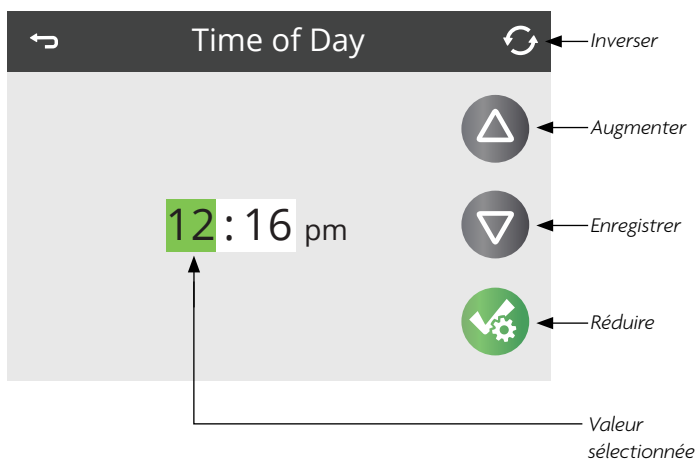 Time of Day
Inverser
Augmenter
12:16 pm
Enregistrer
Réduire
Valeur
sélectionnée